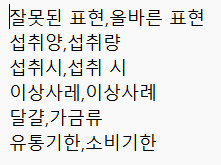 잘못된 표현,올바른 표현
섭취양,섭취량
섭취시,섭취 시
이상사레,이상사례
달걀,가금류
유통기한,소비기한